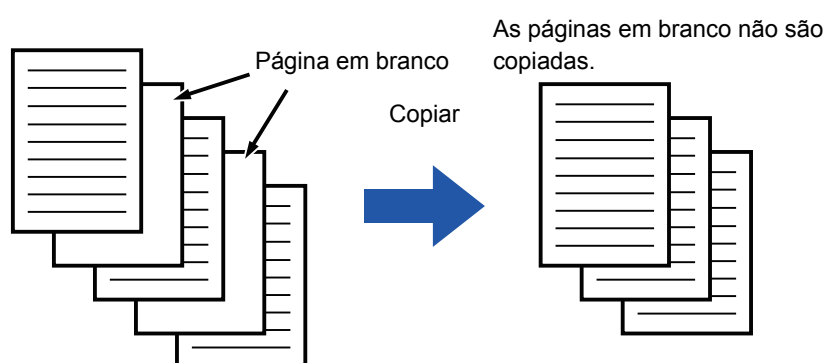 Página em branco
Copiar
As páginas em branco não são
copiadas.